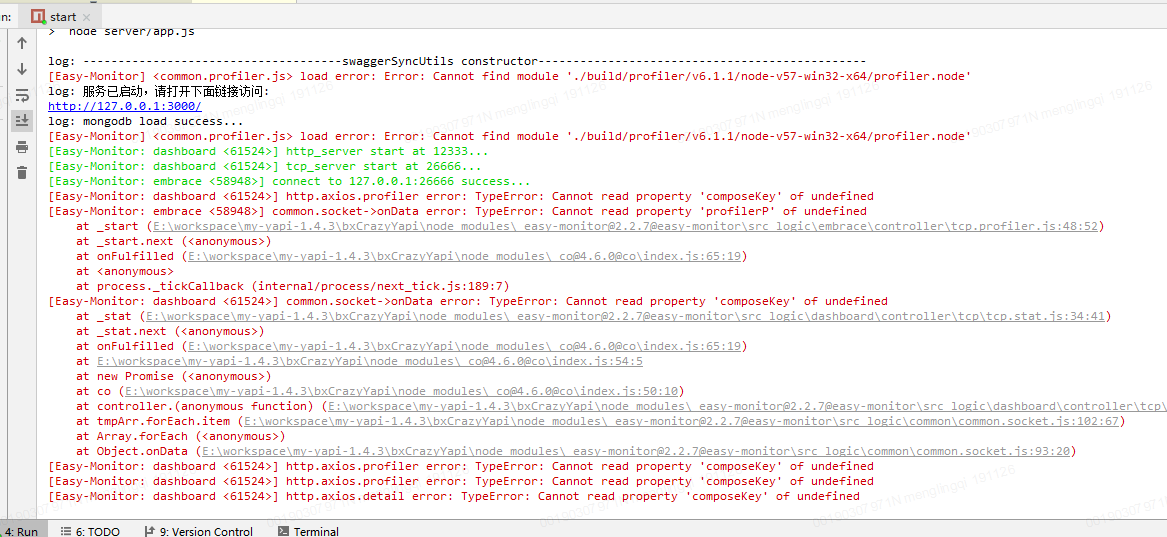 n:
start
> node server/app.js
log: -------------------------------------swaggerSyncUtils constructor-----------------------------------------------
[Easy-Monitor] <common.profiler.js> load error: Error: Cannot find module './build/profiler/v6.1.1/node-v57-win32-x64/profiler.node'
log: 服务已启动，请打开下面链接访问:
http://127.0.0.1:3000/
log: mongodb load success...
[Easy-Monitor] <common.profiler.js> load error: Error: Cannot find module './build/profiler/v6.1.1/node-v57-win32-x64/profiler.node'
[Easy-Monitor: dashboard <61524>] http_server start at 12333...
[Easy-Monitor: dashboard <61524>] tcp_server start at 26666...
[Easy-Monitor: embrace <58948>] connect to 127.0.0.1:26666 success...
[Easy-Monitor: dashboard <61524>] http.axios.profiler error: TypeError: Cannot read property 'composeKey' of undefined
[Easy-Monitor: embrace <58948>] common.socket->onData error: TypeError: Cannot read property 'profilerP' of undefined
at _start (E:\workspace\my-yapi-1.4.3\bxCrazyYapi\node_modules\_easy-monitor@2.2.7@easy-monitor\src_logic\embrace\controller\tcp.profiler.js:48:52)
at _start.next (<anonymous>)
at onFulfilled (E:\workspace\my-yapi-1.4.3\bxCrazyYapi\node_modules\_co@4.6.0@co\index.js:65:19)
at <anonymous>
at process._tickCallback (internal/process/next_tick.js:189:7)
[Easy-Monitor: dashboard <61524>] common.socket->onData error: TypeError: Cannot read property 'composeKey' of undefined
at _stat (E:\workspace\my-yapi-1.4.3\bxCrazyYapi\node_modules\_easy-monitor@2.2.7@easy-monitor\src_logic\dashboard\controller\tcp\tcp.stat.js:34:41)
at _stat.next (<anonymous>)
at onFulfilled (E:\workspace\my-yapi-1.4.3\bxCrazyYapi\node_modules\_co@4.6.0@co\index.js:65:19)
at E:\workspace\my-yapi-1.4.3\bxCrazyYapi\node_modules\_co@4.6.0@co\index.js:54:5
at new Promise (<anonymous>)
at co (E:\workspace\my-yapi-1.4.3\bxCrazyYapi\node_modules\_co@4.6.0@co\index.js:50:10)
at controller.(anonymous function) (E:\workspace\my-yapi-1.4.3\bxCrazyYapi\node_modules\_easy-monitor@2.2.7@easy-monitor\src_logic\dashboard\controller\tcp\
at tmpArr.forEach.item (E:\workspace\my-yapi-1.4.3\bxCrazyYapi\node_modules\_easy-monitor@2.2.7@easy-monitor\src_logic\common\common.socket.js:102:67)
at Array.forEach (<anonymous>)
at Object.onData (E:\workspace\my-yapi-1.4.3\bxCrazyYapi\node_modules\_easy-monitor@2.2.7@easy-monitor\src_logic\common\common.socket.js:93:20)
[Easy-Monitor: dashboard <61524>] http.axios.profiler error: TypeError: Cannot read property 'composeKey' of undefined
[Easy-Monitor: dashboard <61524>] http.axios.profiler error: TypeError: Cannot read property 'composeKey' of undefined
[Easy-Monitor: dashboard <61524>] http.axios.detail error: TypeError: Cannot read property 'composeKey' of undefined
4: Run
6: TODO
9: Version Control
Terminal